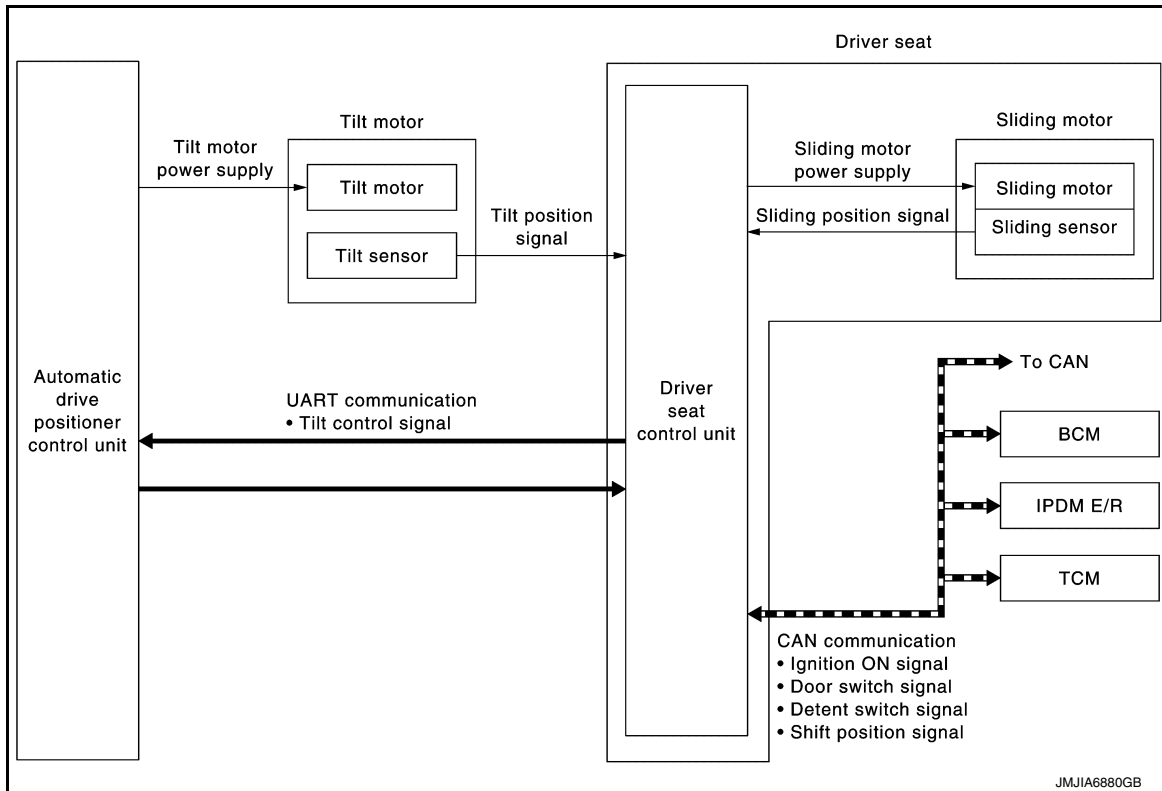 Driver seat
Tilt motor
Sliding motor
Tilt motor
power supply
Sliding motor
power supply
Tilt motor
Sliding motor
Tilt position
signal
Sliding position signal
Sliding sensor
Tilt sensor
Automatic
drive
positioner
control unit
UART communication
• Tilt control signal
Driver
seat
control unit
To CAN
BCM
IPDM E/R
TCM
CAN communication
• Ignition ON signal
• Door switch signal
• Detent switch signal
• Shift position signal
JMJIA6880GB